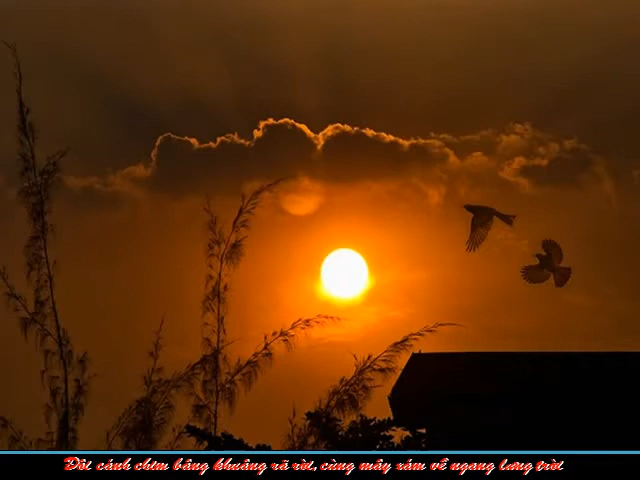 Đôi cánh chim bâng khuâng rã rời, cùng mây xám về ngang lưng trời